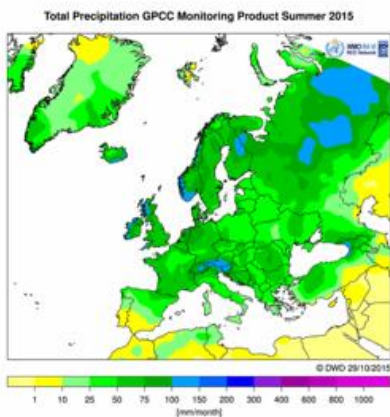 Total Precipitation GPCC Monitoring Product Summer 2015
© DWD 29/10/2015
1 10 25 50 75 100 150 200 300 400 600 800 1000
[mm/month]